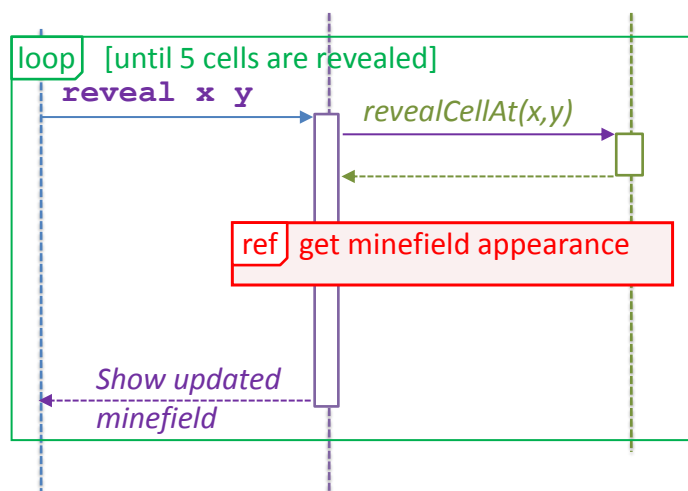 loop [until 5 cells are revealed]
reveal x y
revealCellAt(x,y)
ref get minefield appearance
Show updated
minefield